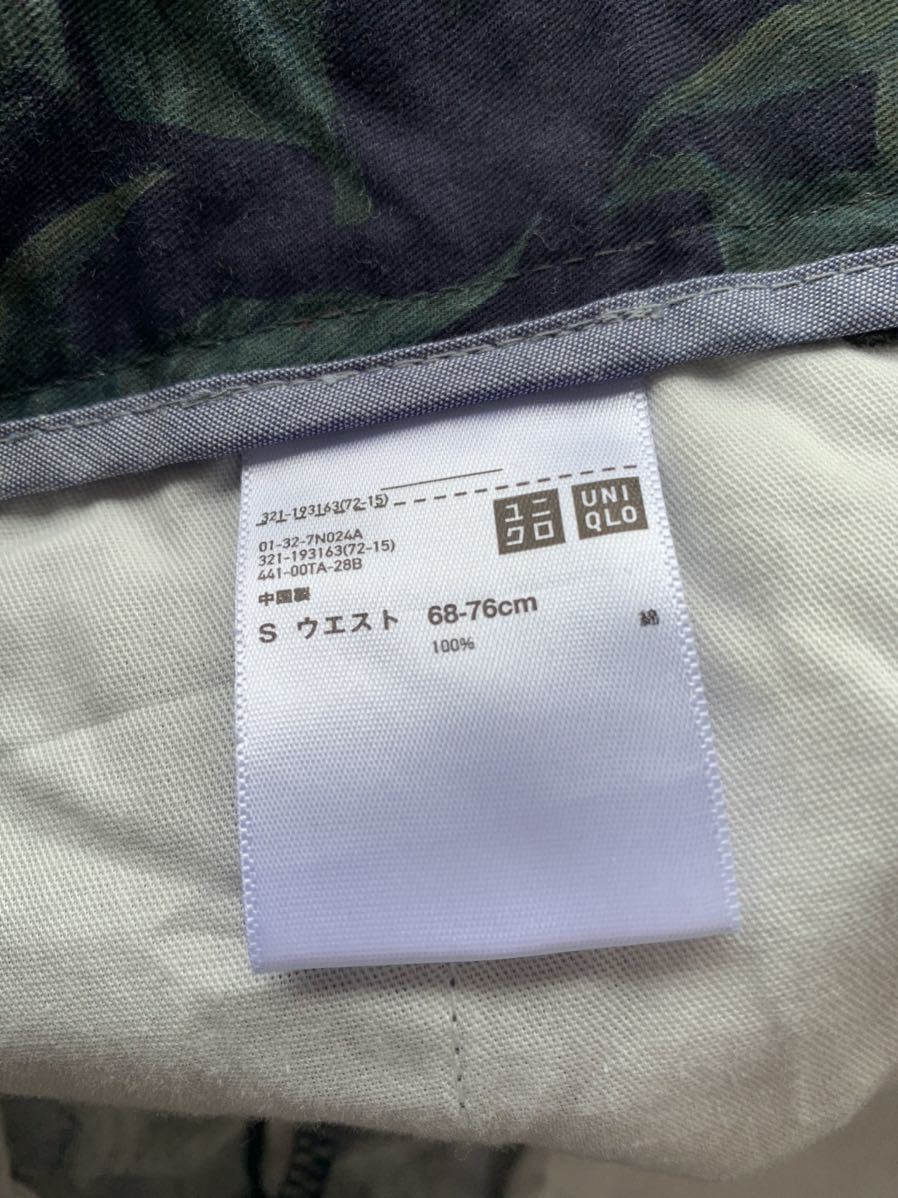 321-193163(72-15)
ユニクロ
UNIQLO
01-32-7N024A
321-193163(72-15)
441-00TA-28B
中国製
S ウエスト 68-76cm
綿
100%